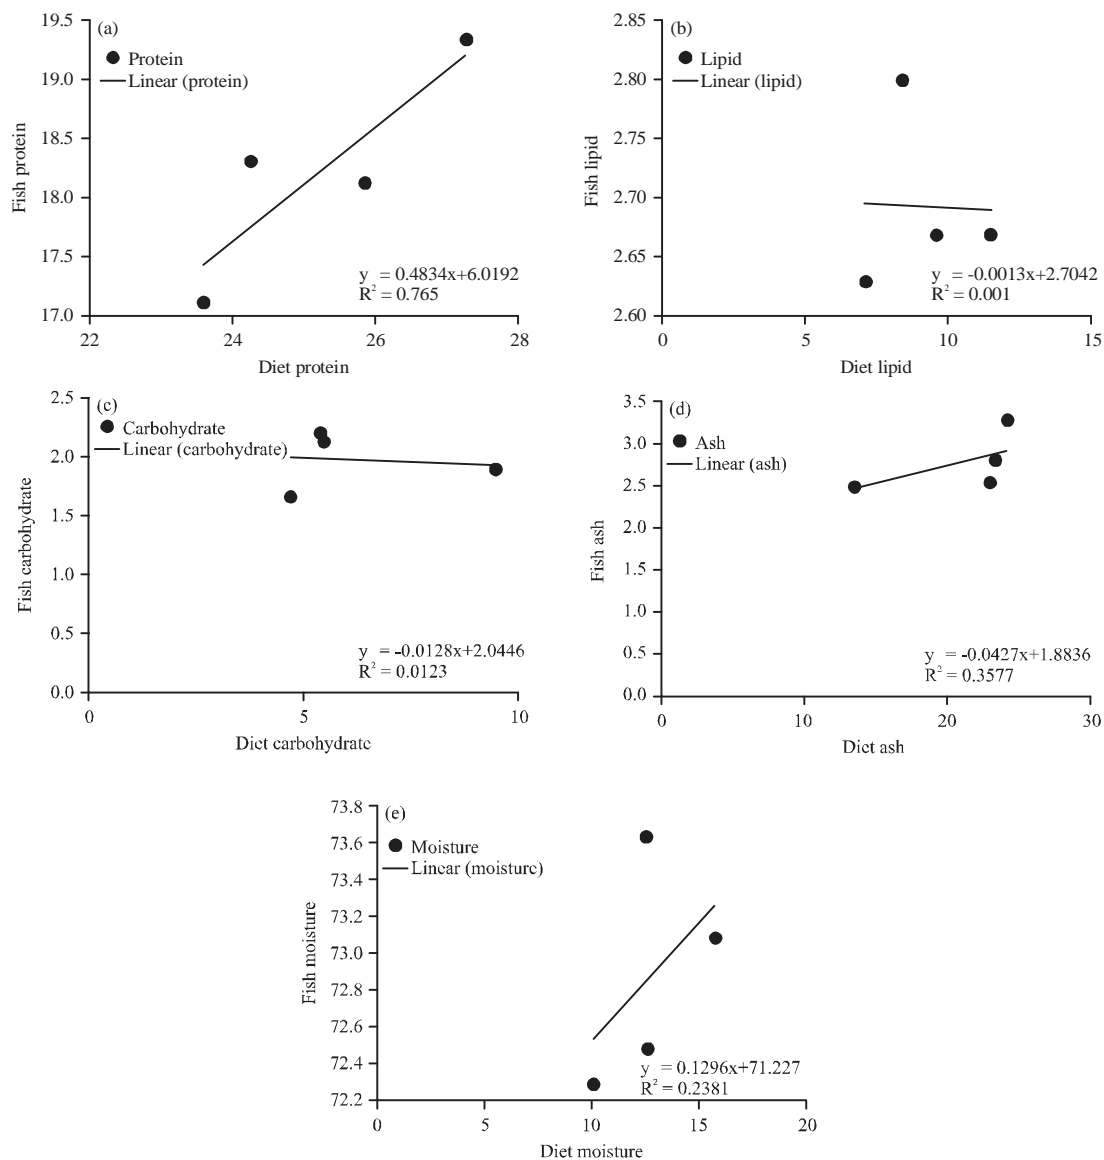 (a)
Protein
Linear (protein)
19.5
19.0
18.5
18.0
17.5
17.0
Fish protein
y = 0.4834x+6.0192
R² = 0.765
22
24
26
28
Diet protein
(b)
Lipid
Linear (lipid)
2.85
2.80
2.75
2.70
2.65
2.60
Fish lipid
y = -0.0013x+2.7042
R² = 0.001
0
5
10
15
Diet lipid
(c)
Carbohydrate
Linear (carbohydrate)
2.5
2.0
1.5
1.0
0.5
0.0
Fish carbohydrate
y = -0.0128x+2.0446
R² = 0.0123
0
5
10
Diet carbohydrate
(d)
Ash
Linear (ash)
3.5
3.0
2.5
2.0
1.5
1.0
0.5
0.0
Fish ash
y = -0.0427x+1.8836
R² = 0.3577
0
10
20
30
Diet ash
(e)
Moisture
Linear (moisture)
73.8
73.6
73.4
73.2
73.0
72.8
72.6
72.4
72.2
Fish moisture
y = 0.1296x+71.227
R² = 0.2381
0
5
10
15
20
Diet moisture